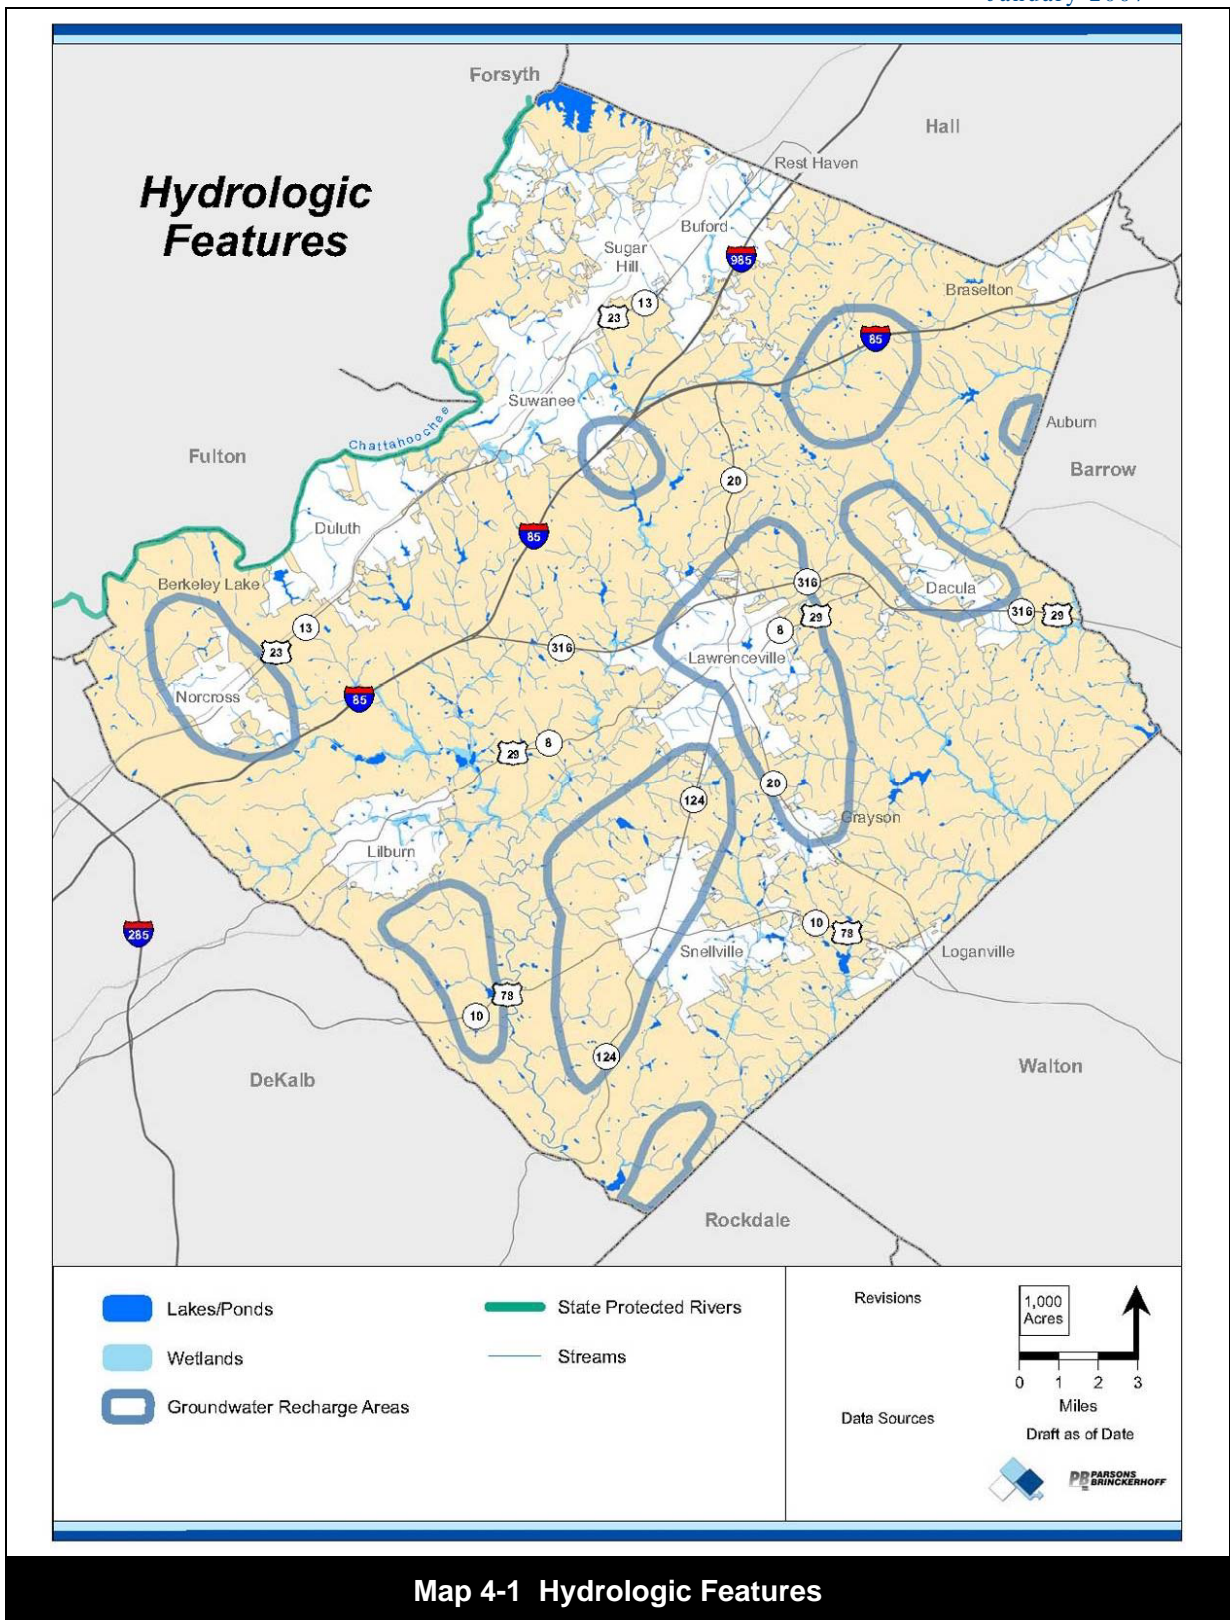 January 2007
Forsyth
Hall
Rest Haven
Hydrologic
Features
Buford
Sugar
Hill
985
13
23
Braselton
85
Suwanee
Chattahoochee
Auburn
Fulton
Barrow
20
Duluth
85
Berkeley Lake
316
Dacula
13
29
316
29
8
23
316
Lawrenceville
Norcross
85
8
29
20
124
Grayson
Lilburn
285
10
78
Snellville
Loganville
78
10
124
DeKalb
Walton
Rockdale
Lakes/Ponds
State Protected Rivers
Wetlands
Streams
Groundwater Recharge Areas
Revisions
1,000
Acres
0 1 2 3
Miles
Data Sources
Draft as of Date
PB PARSONS
BRINCKERHOFF
Map 4-1 Hydrologic Features